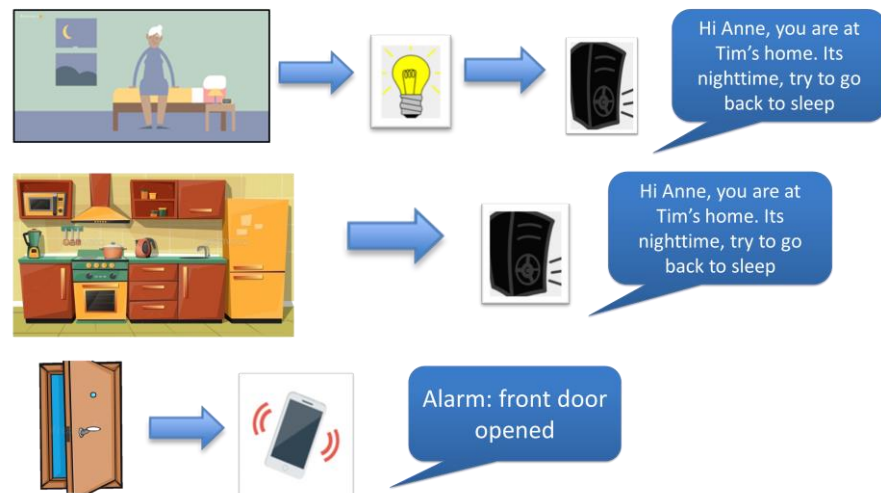 Hi Anne, you are at
Tim's home. Its
nighttime, try to go
back to sleep
Hi Anne, you are at
Tim's home. Its
nighttime, try to go
back to sleep
Alarm: front door
opened